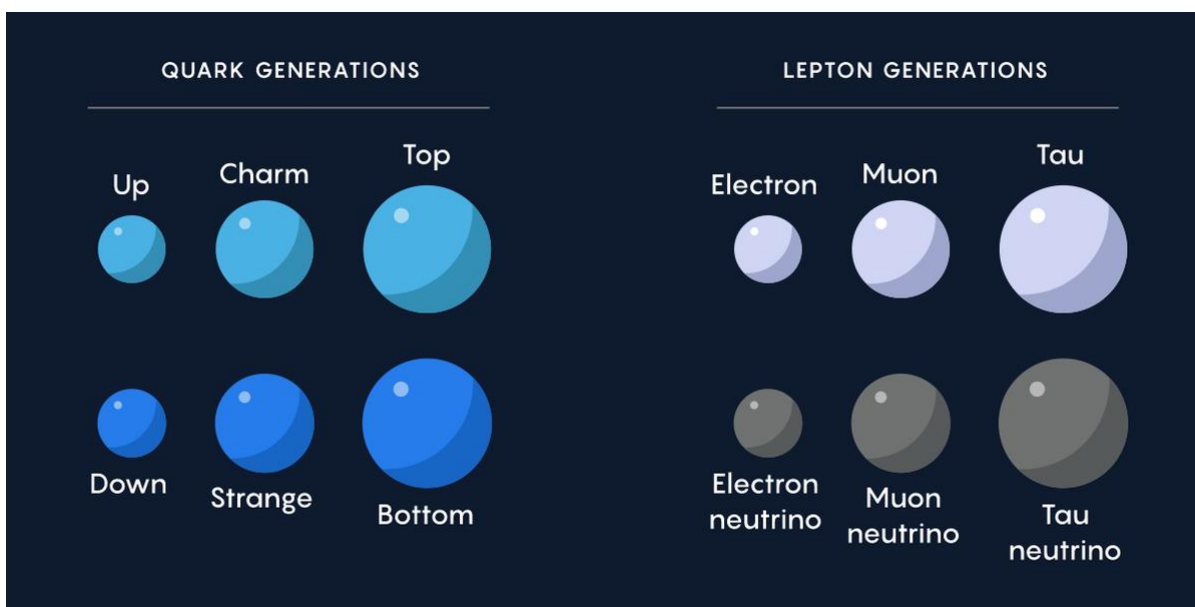 QUARK GENERATIONS
Up
Charm
Top
Down
Strange
Bottom
LEPTON GENERATIONS
Electron
Muon
Tau
Electron
neutrino
Muon
neutrino
Tau
neutrino